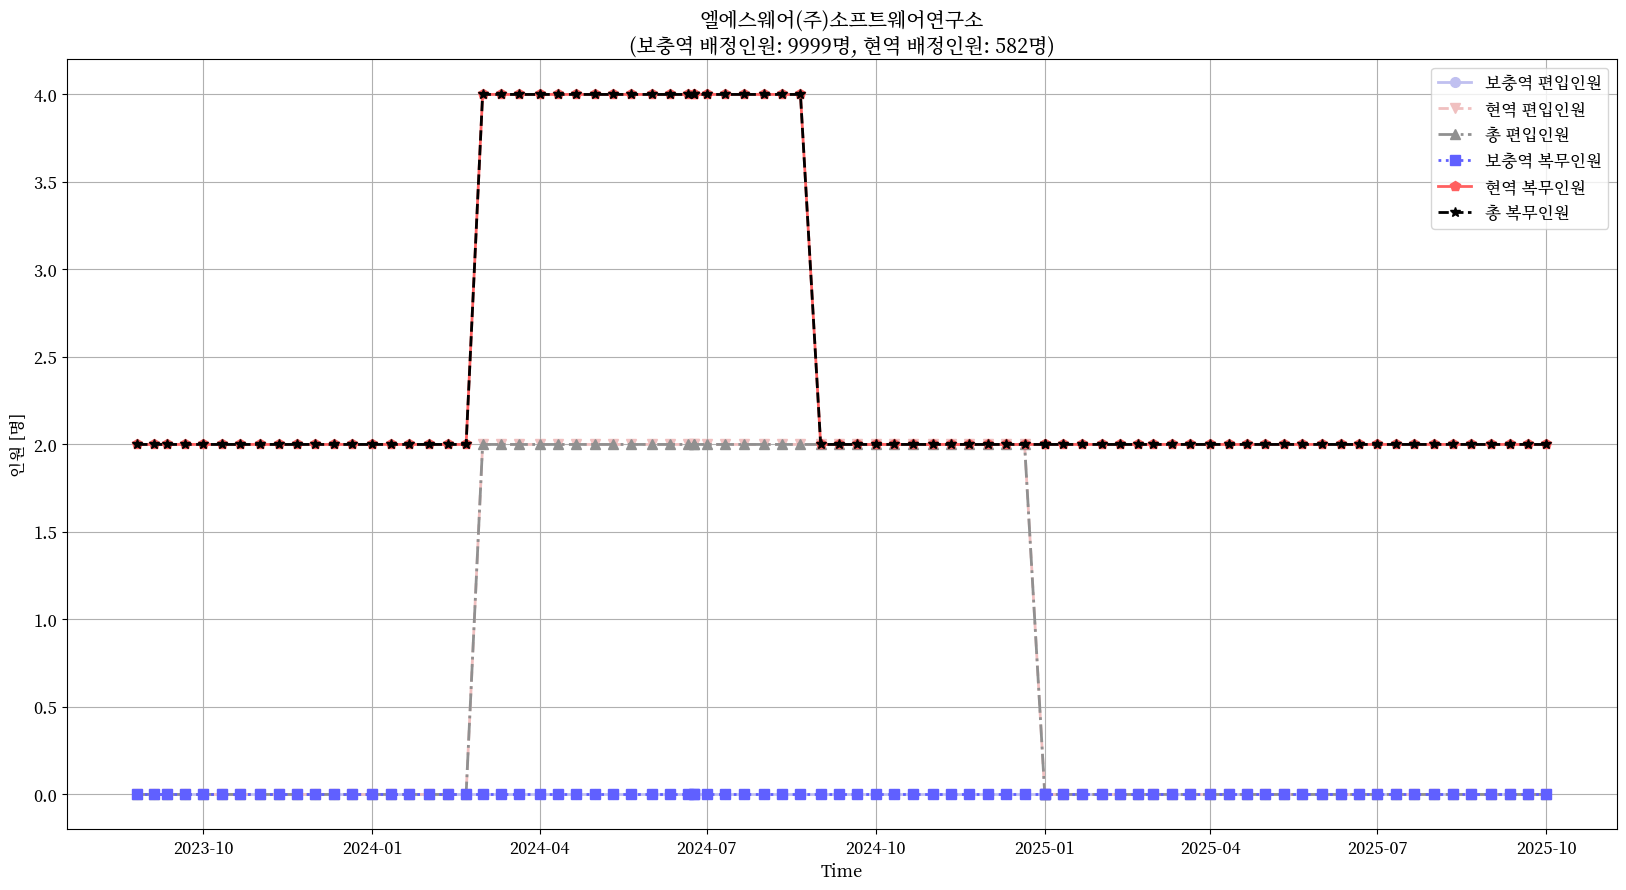 엘에스웨어(주)소프트웨어연구소
(보충역 배정인원: 9999명, 현역 배정인원: 582명)
보충역 편입인원
현역 편입인원
총 편입인원
보충역 복무인원
현역 복무인원
총 복무인원
인원 [명]
4.0
3.5
3.0
2.5
2.0
1.5
1.0
0.5
0.0
2023-10
2024-01
2024-04
2024-07
2024-10
2025-01
2025-04
2025-07
2025-10
Time